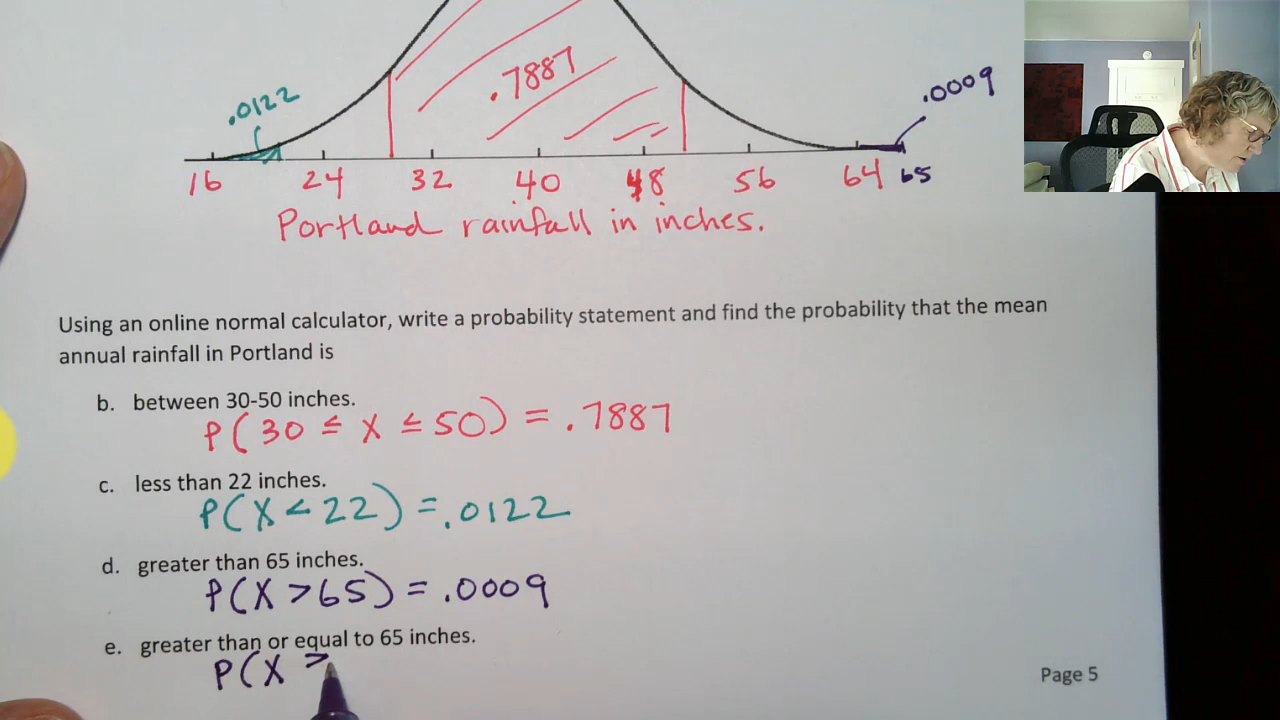 .7887
.0122
.0009
16 24 32 40 48 56 64 65
Portland rainfall in inches.
Using an online normal calculator, write a probability statement and find the probability that the mean
annual rainfall in Portland is
b. between 30-50 inches.
P(30 ≤ X ≤ 50) = .7887
c. less than 22 inches.
P(X < 22) = .0122
d. greater than 65 inches.
P(X > 65) = .0009
e. greater than or equal to 65 inches.
P(X >
Page 5